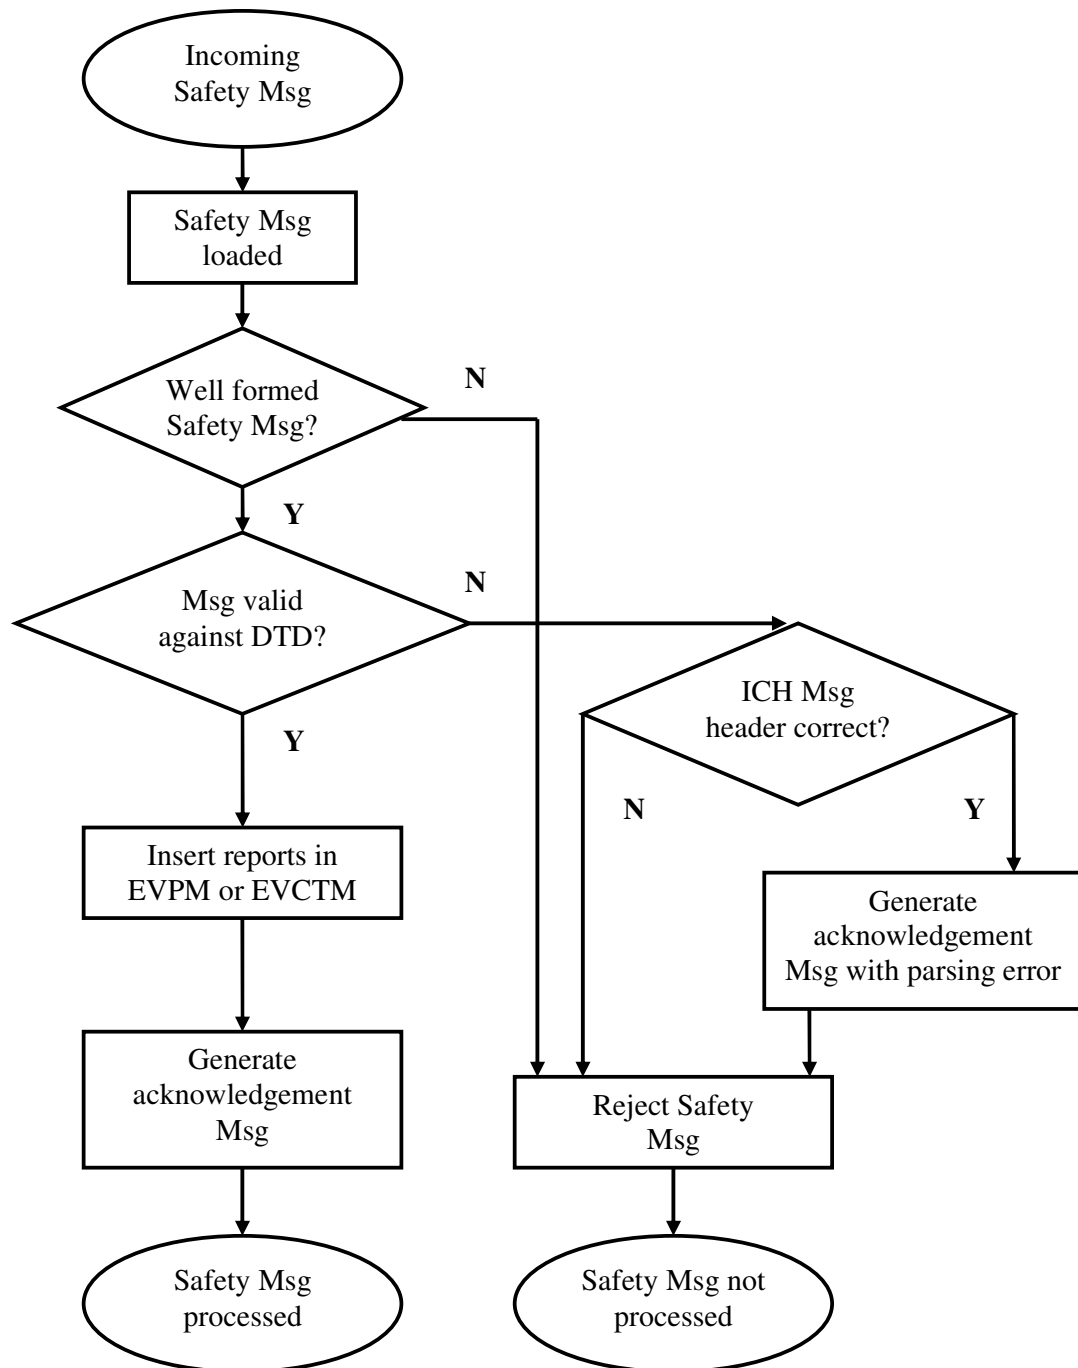 Incoming
Safety Msg
Safety Msg
loaded
Well formed
Safety Msg?
N
Y
Msg valid
against DTD?
N
Y
ICH Msg
header correct?
N
Y
Insert reports in
EVPM or EVCTM
Generate
acknowledgement
Msg with parsing error
Generate
acknowledgement
Msg
Reject Safety
Msg
Safety Msg
processed
Safety Msg not
processed